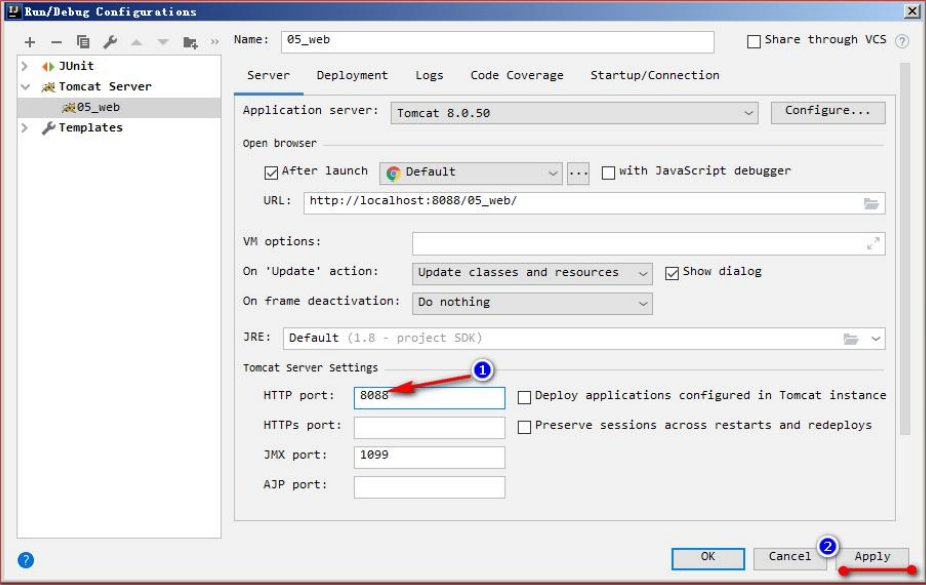 Run/Debug Configurations
Name: 05_web
Share through VCS ?
JUnit
Tomcat Server
05_web
Templates
Server Deployment Logs Code Coverage Startup/Connection
Application server: Tomcat 8.0.50 Configure...
Open browser
After launch Default ... with JavaScript debugger
URL: http://localhost:8088/05_web/
VM options:
On 'Update' action: Update classes and resources Show dialog
On frame deactivation: Do nothing
JRE: Default (1.8 - project SDK)
Tomcat Server Settings
1
HTTP port: 8088 Deploy applications configured in Tomcat instance
HTTPs port: Preserve sessions across restarts and redeploys
JMX port: 1099
AJP port:
2
? OK Cancel Apply